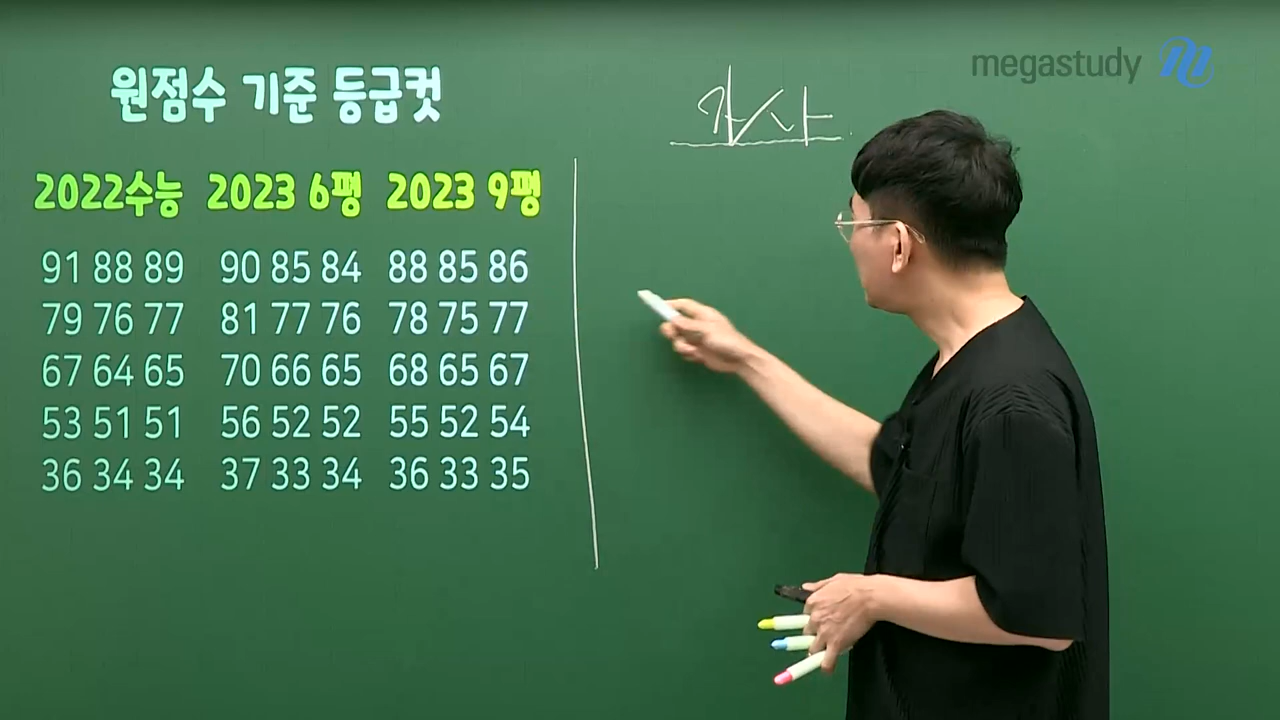 megastudy
원점수 기준 등급컷
2022수능 2023 6평 2023 9평
91 88 89 90 85 84 88 85 86
79 76 77 81 77 76 78 75 77
67 64 65 70 66 65 68 65 67
53 51 51 56 52 52 55 52 54
36 34 34 37 33 34 36 33 35